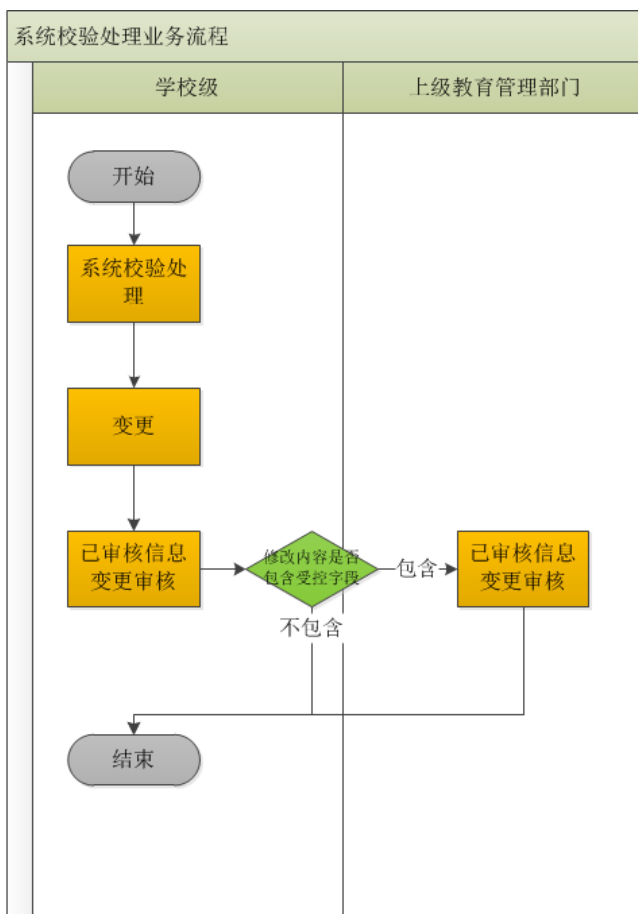 系统校验处理业务流程
学校级
上级教育管理部门
开始
系统校验处
理
变更
已审核信息
变更审核
修改内容是否
包含受控字段
包含
已审核信息
变更审核
不包含
结束